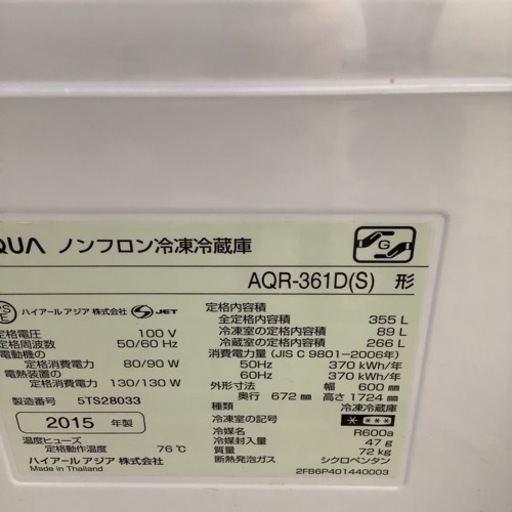 QUA ノンフロン冷凍冷蔵庫
G
AQR-361D(S) 形
PS E ハイアールアジア株式会社 S JET
定格電圧 100 V
定格周波数 50/60 Hz
電動機の
定格消費電力 80/90 W
電熱装置の
定格消費電力 130/130 W
製造番号 5TS28033
2015 年製
温度ヒューズ
定格動作温度 76℃
ハイアールアジア株式会社
Made in Thailand
定格内容積
全定格内容積 355 L
冷凍室の定格内容積 89 L
冷蔵室の定格内容積 266 L
消費電力量 (JIS C 9801-2006年)
50Hz 370 kWh/年
60Hz 370 kWh/年
外形寸法 幅 600 mm
奥行 672 mm 高さ 1724 mm
種類 冷凍冷蔵庫
冷凍室の記号 * ***
冷媒名 R600a
冷媒封入量 47 g
質量 72 kg
断熱発泡ガス シクロペンタン
2FB6P401440003